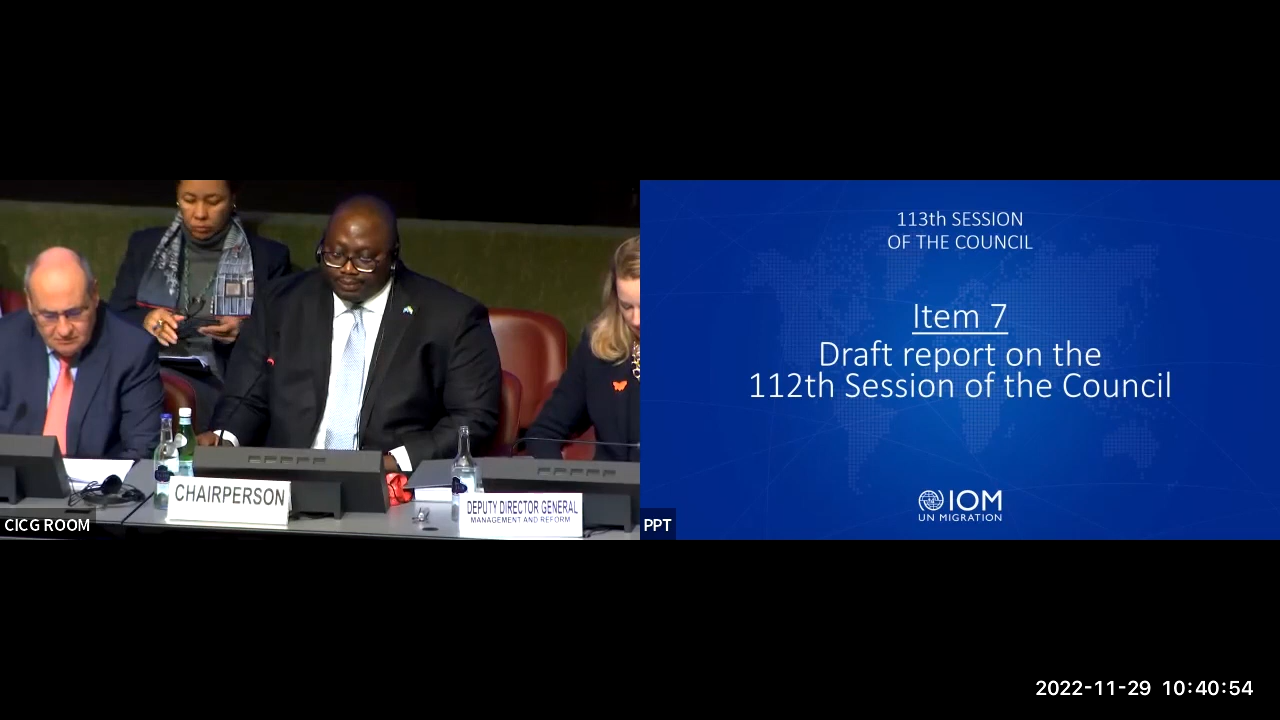 CHAIRPERSON
DEPUTY DIRECTOR GENERAL
MANAGEMENT AND REFORM
CICG ROOM
113th SESSION
OF THE COUNCIL
Item 7
Draft report on the
112th Session of the Council
IOM
UN MIGRATION
PPT
2022-11-29 10:40:54